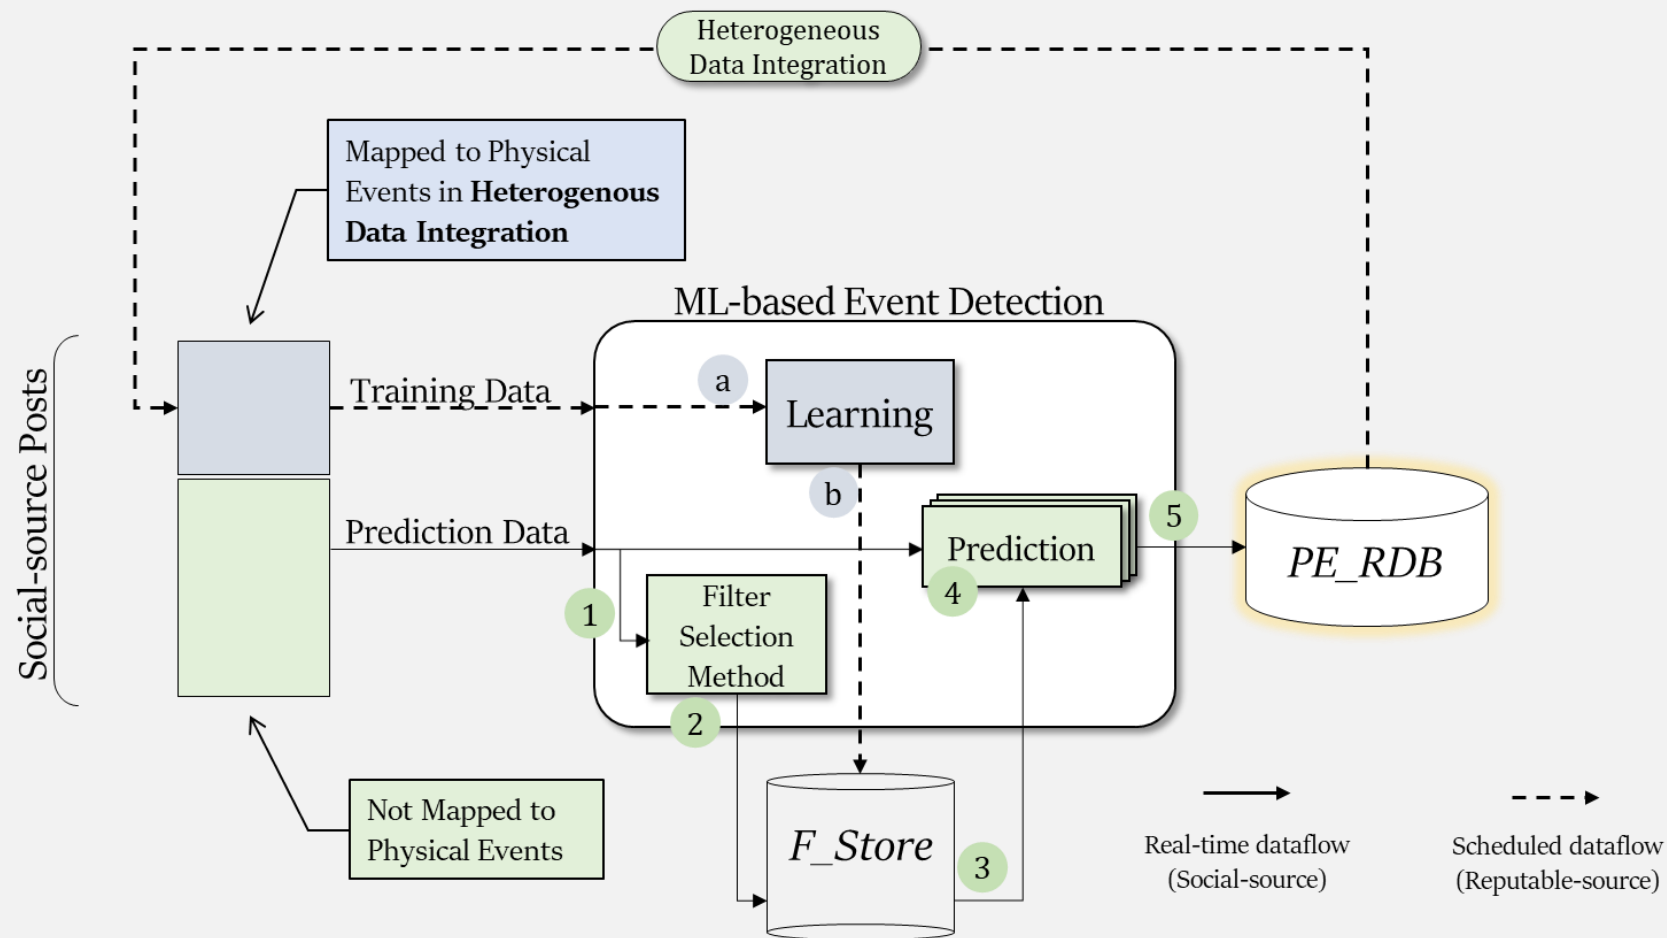 Heterogeneous
Data Integration
Mapped to Physical
Events in Heterogenous
Data Integration
ML-based Event Detection
Social-source Posts
Training Data
a
Learning
b
Prediction Data
Prediction
4
5
PE_RDB
1
Filter
Selection
Method
2
Not Mapped to
Physical Events
F_Store
3
Real-time dataflow
(Social-source)
Scheduled dataflow
(Reputable-source)